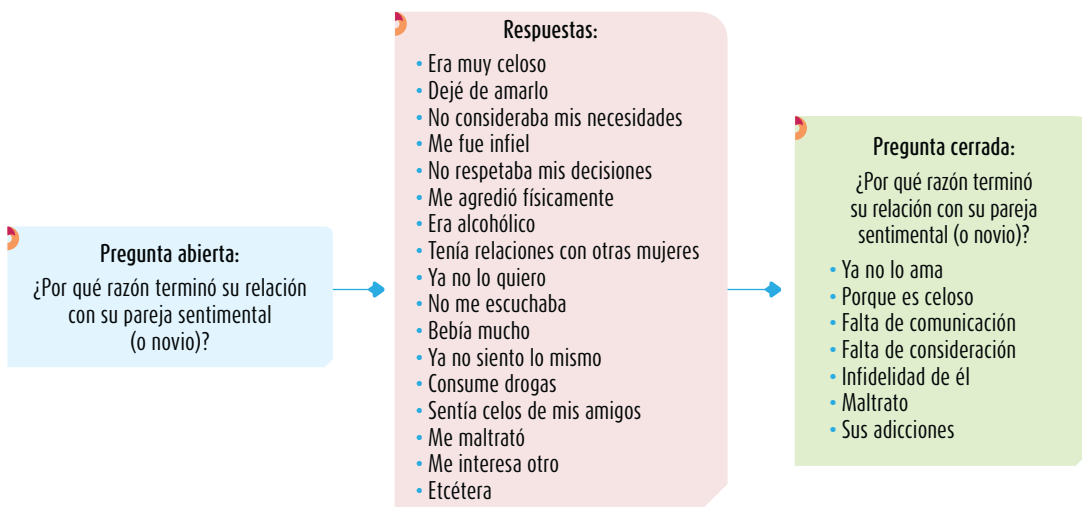 Pregunta abierta:
¿Por qué razón terminó su relación
con su pareja sentimental
(o novio)?
Respuestas:
• Era muy celoso
• Dejé de amarlo
• No consideraba mis necesidades
• Me fue infiel
• No respetaba mis decisiones
• Me agredió físicamente
• Era alcohólico
• Tenía relaciones con otras mujeres
• Ya no lo quiero
• No me escuchaba
• Bebía mucho
• Ya no siento lo mismo
• Consume drogas
• Sentía celos de mis amigos
• Me maltrató
• Me interesa otro
• Etcétera
Pregunta cerrada:
¿Por qué razón terminó
su relación con su pareja
sentimental (o novio)?
• Ya no lo ama
• Porque es celoso
• Falta de comunicación
• Falta de consideración
• Infidelidad de él
• Maltrato
• Sus adicciones